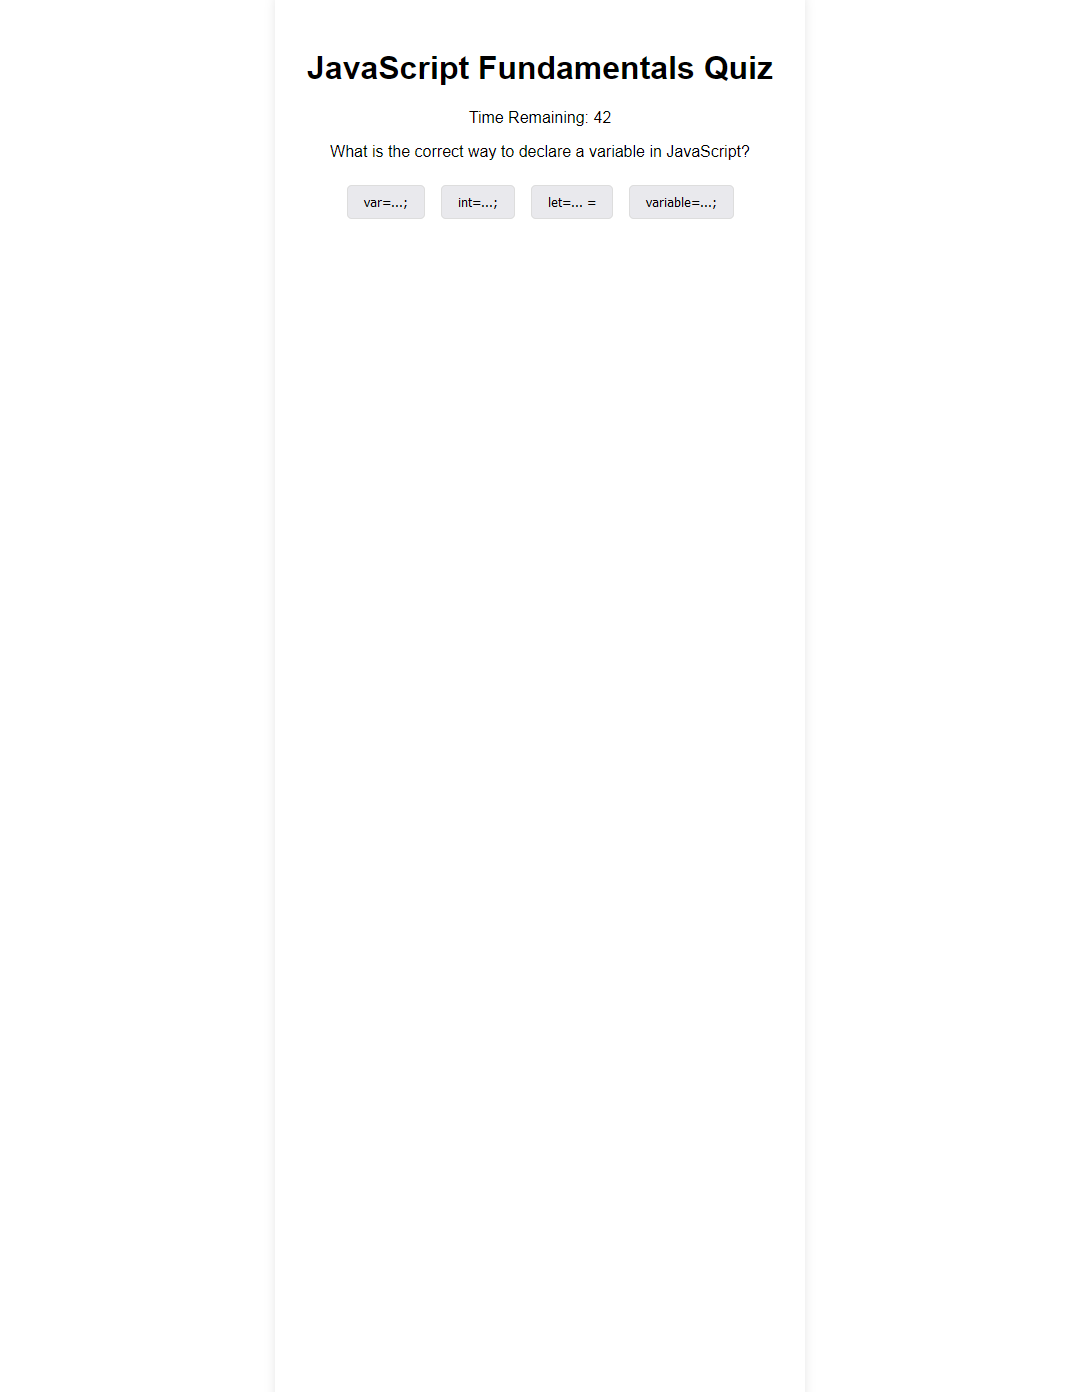 JavaScript Fundamentals Quiz
Time Remaining: 42
What is the correct way to declare a variable in JavaScript?
var=...; int=...; let=... = variable=...;